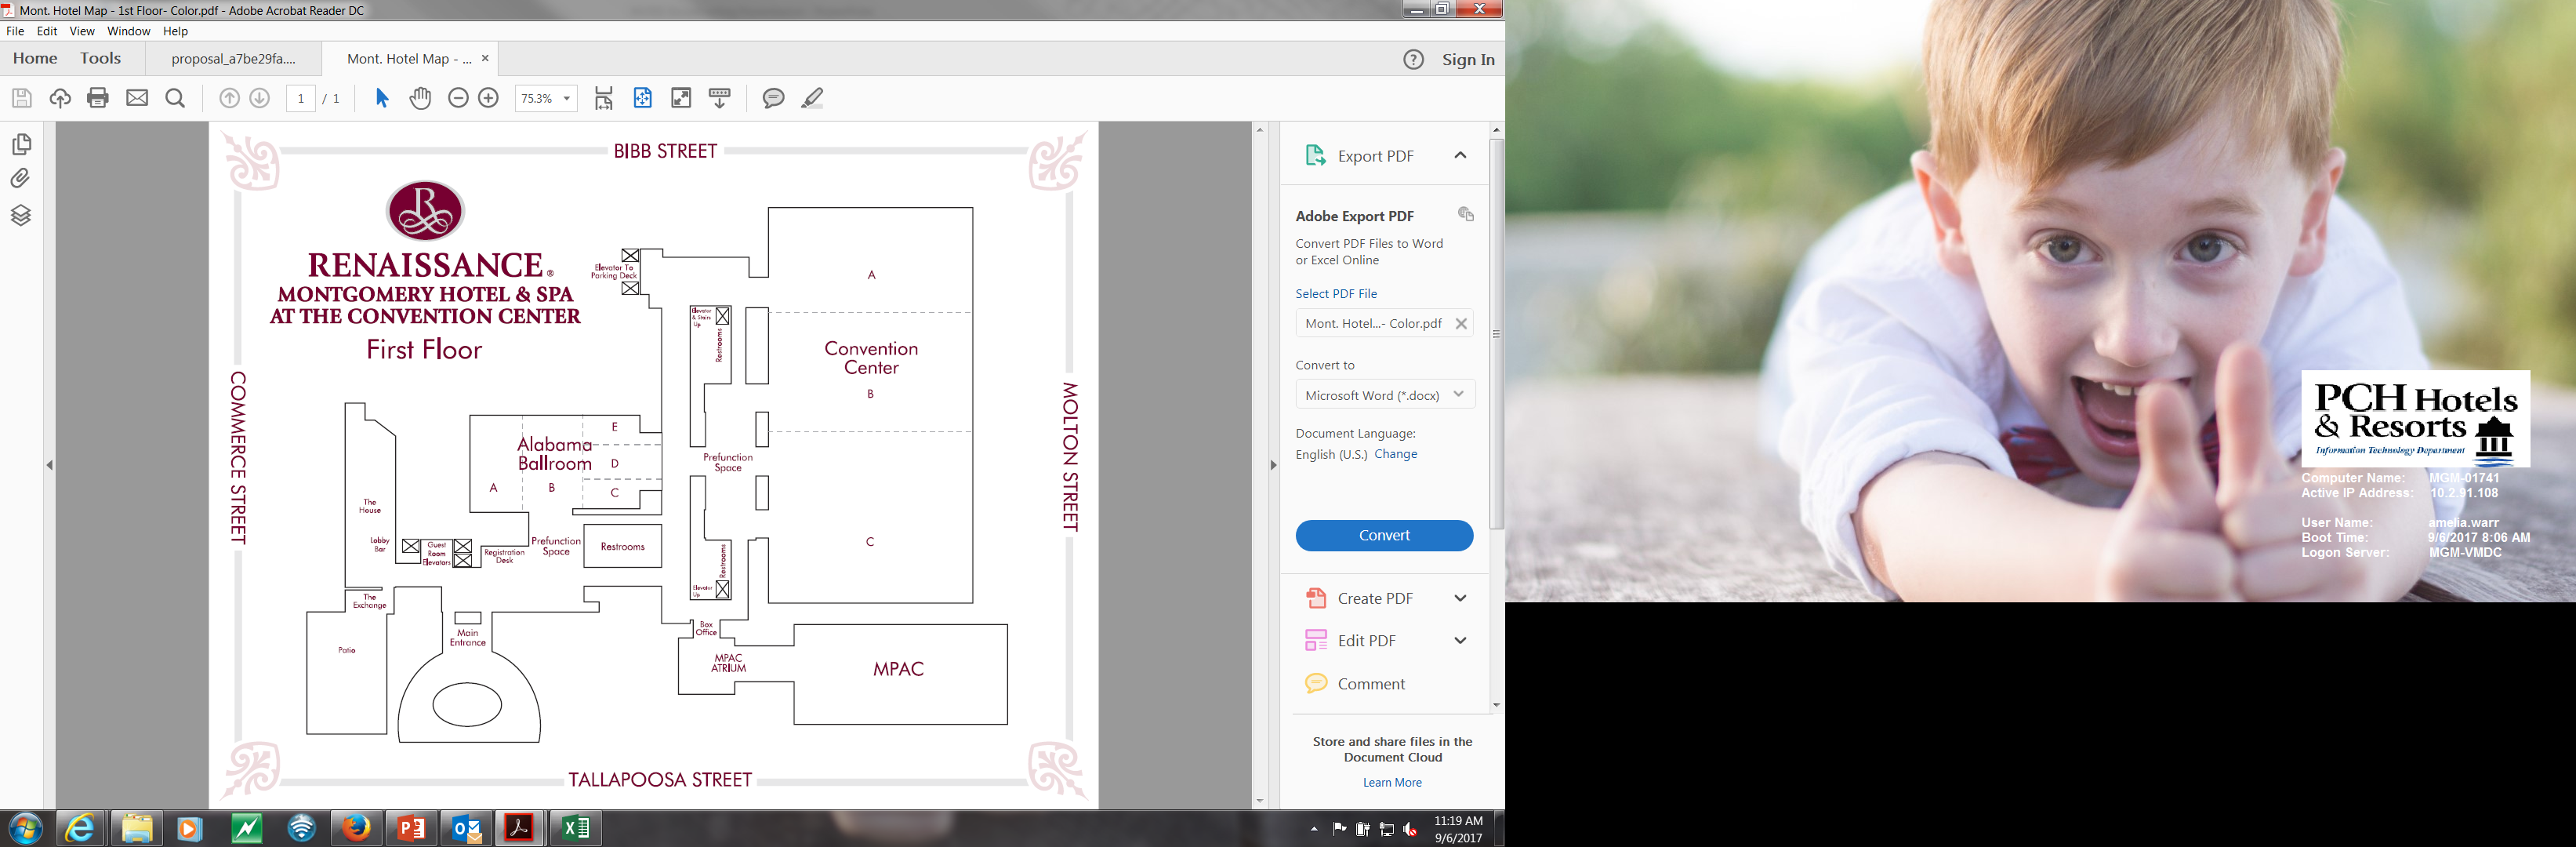 Mont. Hotel Map - 1st Floor- Color.pdf - Adobe Acrobat Reader DC
File Edit View Window Help
Home Tools proposal_a7be29fa.... Mont. Hotel Map - ... × ? Sign In
1 / 1 75.3%
BIBB STREET
COMMERCE STREET
MOLTON STREET
TALLAPOOSA STREET
R
RENAISSANCE®
MONTGOMERY HOTEL & SPA
AT THE CONVENTION CENTER
First Floor
Elevator To
Parking Deck
Elevator
& Stairs
Up
Restrooms
A
Convention
Center
B
C
Alabama
Ballroom
A
B
E
D
C
Prefunction
Space
The
House
Lobby
Bar
Guest
Room
Elevators
Registration
Desk
Prefunction
Space
Restrooms
Restrooms
Elevator
Up
The
Exchange
Patio
Main
Entrance
Box
Office
MPAC
ATRIUM
MPAC
Export PDF
Adobe Export PDF
Convert PDF Files to Word
or Excel Online
Select PDF File
Mont. Hotel...- Color.pdf
Convert to
Microsoft Word (*.docx)
Document Language:
English (U.S.) Change
Convert
Create PDF
Edit PDF
Comment
Store and share files in the
Document Cloud
Learn More
11:19 AM
9/6/2017
PCH Hotels
& Resorts
Information Technology Department
Computer Name: MGM-01741
Active IP Address: 10.2.91.108
User Name: amelia.warr
Boot Time: 9/6/2017 8:06 AM
Logon Server: MGM-VMDC